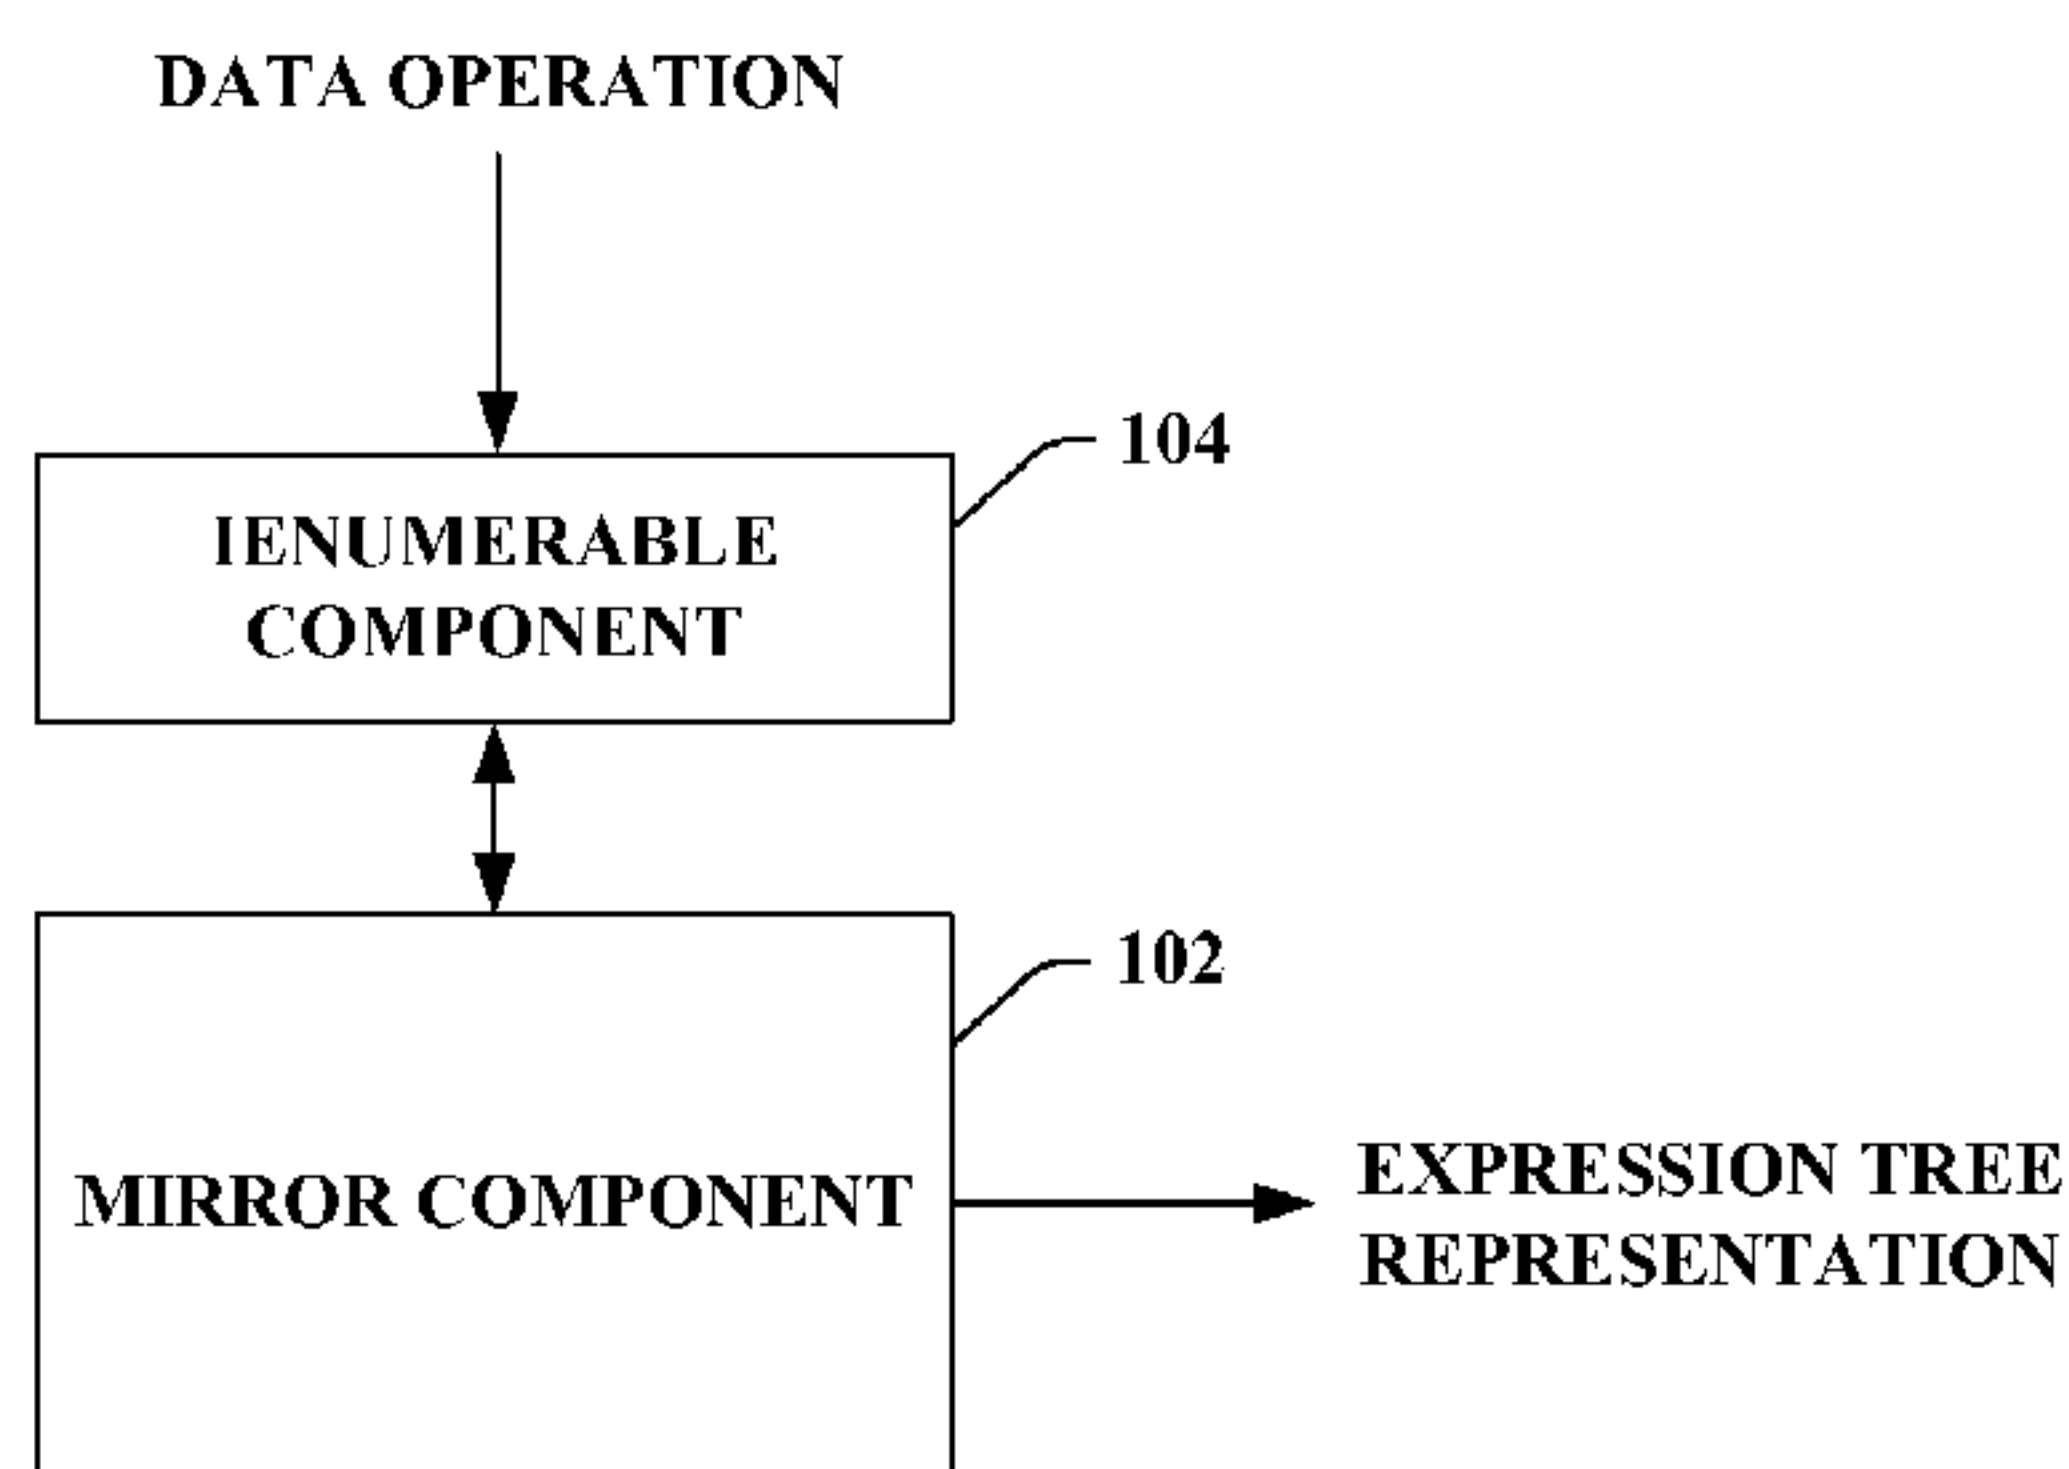 DATA OPERATION
104
IENUMERABLE
COMPONENT
102
MIRROR COMPONENT
EXPRESSION TREE
REPRESENTATION